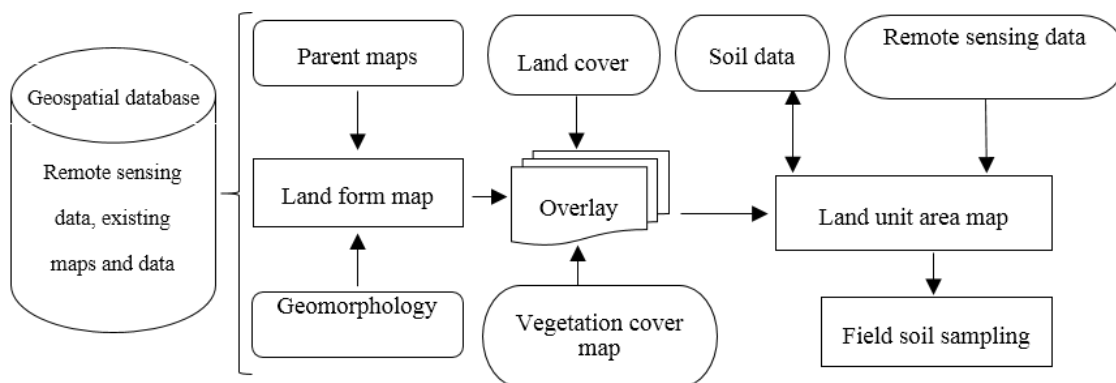 Geospatial database
Remote sensing
data, existing
maps and data
Parent maps
Land form map
Geomorphology
Land cover
Overlay
Vegetation cover
map
Soil data
Remote sensing data
Land unit area map
Field soil sampling